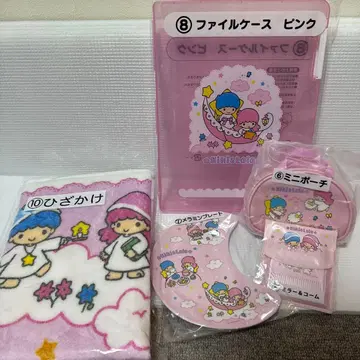 ⑧ファイルケース ピンク
⑩ひざかけ
⑦メラミンプレート
⑥ミニポーチ
ミラー&コーム